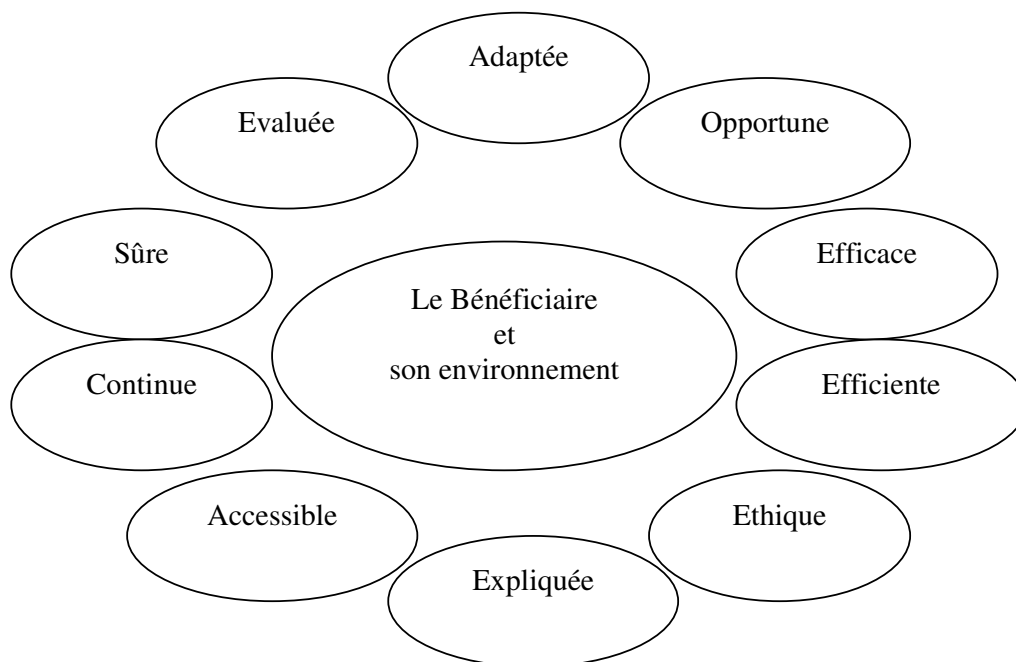 Adaptée
Evaluée
Opportune
Sûre
Efficace
Le Bénéficiaire
et
son environnement
Continue
Efficiente
Accessible
Ethique
Expliquée